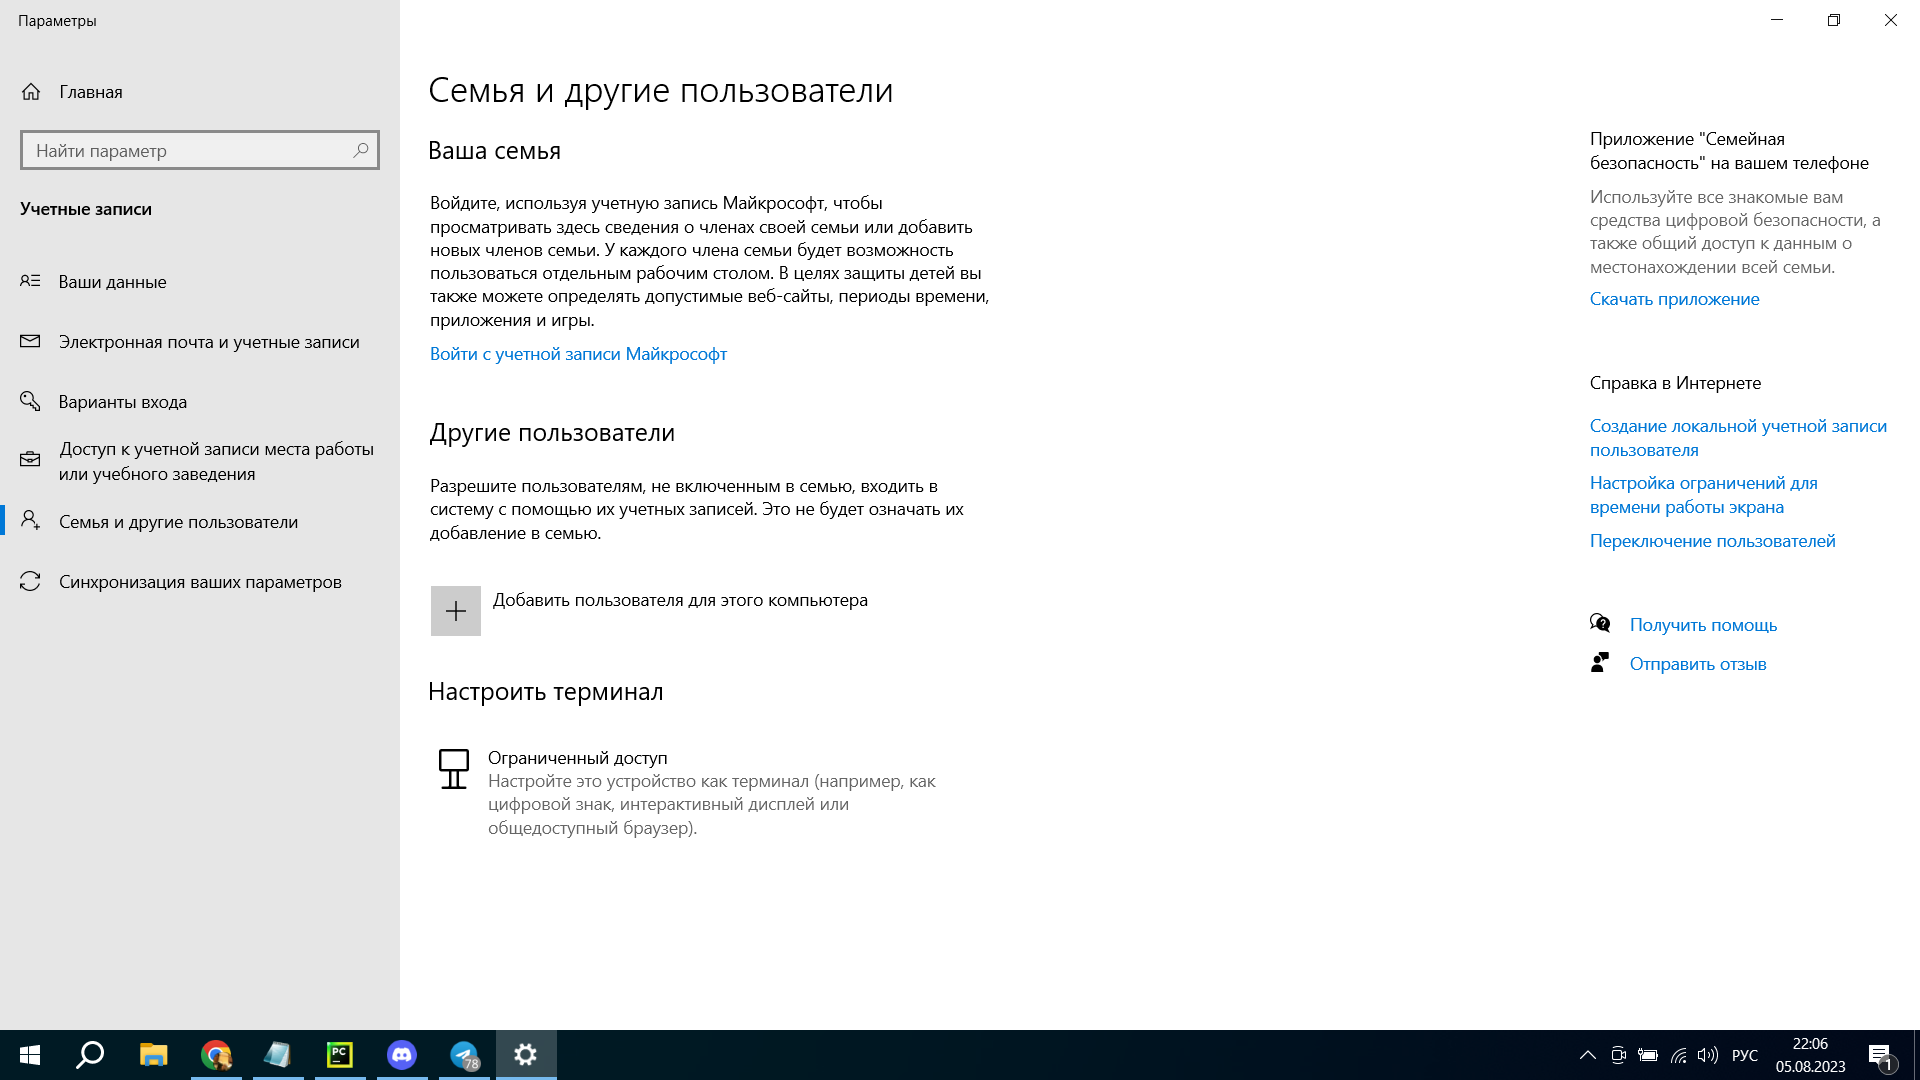 Параметры
Главная
Найти параметр
Учетные записи
Ваши данные
Электронная почта и учетные записи
Варианты входа
Доступ к учетной записи места работы
или учебного заведения
Семья и другие пользователи
Синхронизация ваших параметров
Семья и другие пользователи
Ваша семья
Войдите, используя учетную запись Майкрософт, чтобы
просматривать здесь сведения о членах своей семьи или добавить
новых членов семьи. У каждого члена семьи будет возможность
пользоваться отдельным рабочим столом. В целях защиты детей вы
также можете определять допустимые веб-сайты, периоды времени,
приложения и игры.
Войти с учетной записи Майкрософт
Другие пользователи
Разрешите пользователям, не включенным в семью, входить в
систему с помощью их учетных записей. Это не будет означать их
добавление в семью.
Добавить пользователя для этого компьютера
Настроить терминал
Ограниченный доступ
Настройте это устройство как терминал (например, как
цифровой знак, интерактивный дисплей или
общедоступный браузер).
Приложение "Семейная
безопасность" на вашем телефоне
Используйте все знакомые вам
средства цифровой безопасности, а
также общий доступ к данным о
местонахождении всей семьи.
Скачать приложение
Справка в Интернете
Создание локальной учетной записи
пользователя
Настройка ограничений для
времени работы экрана
Переключение пользователей
Получить помощь
Отправить отзыв
PC
78
РУС
22:06
05.08.2023
1